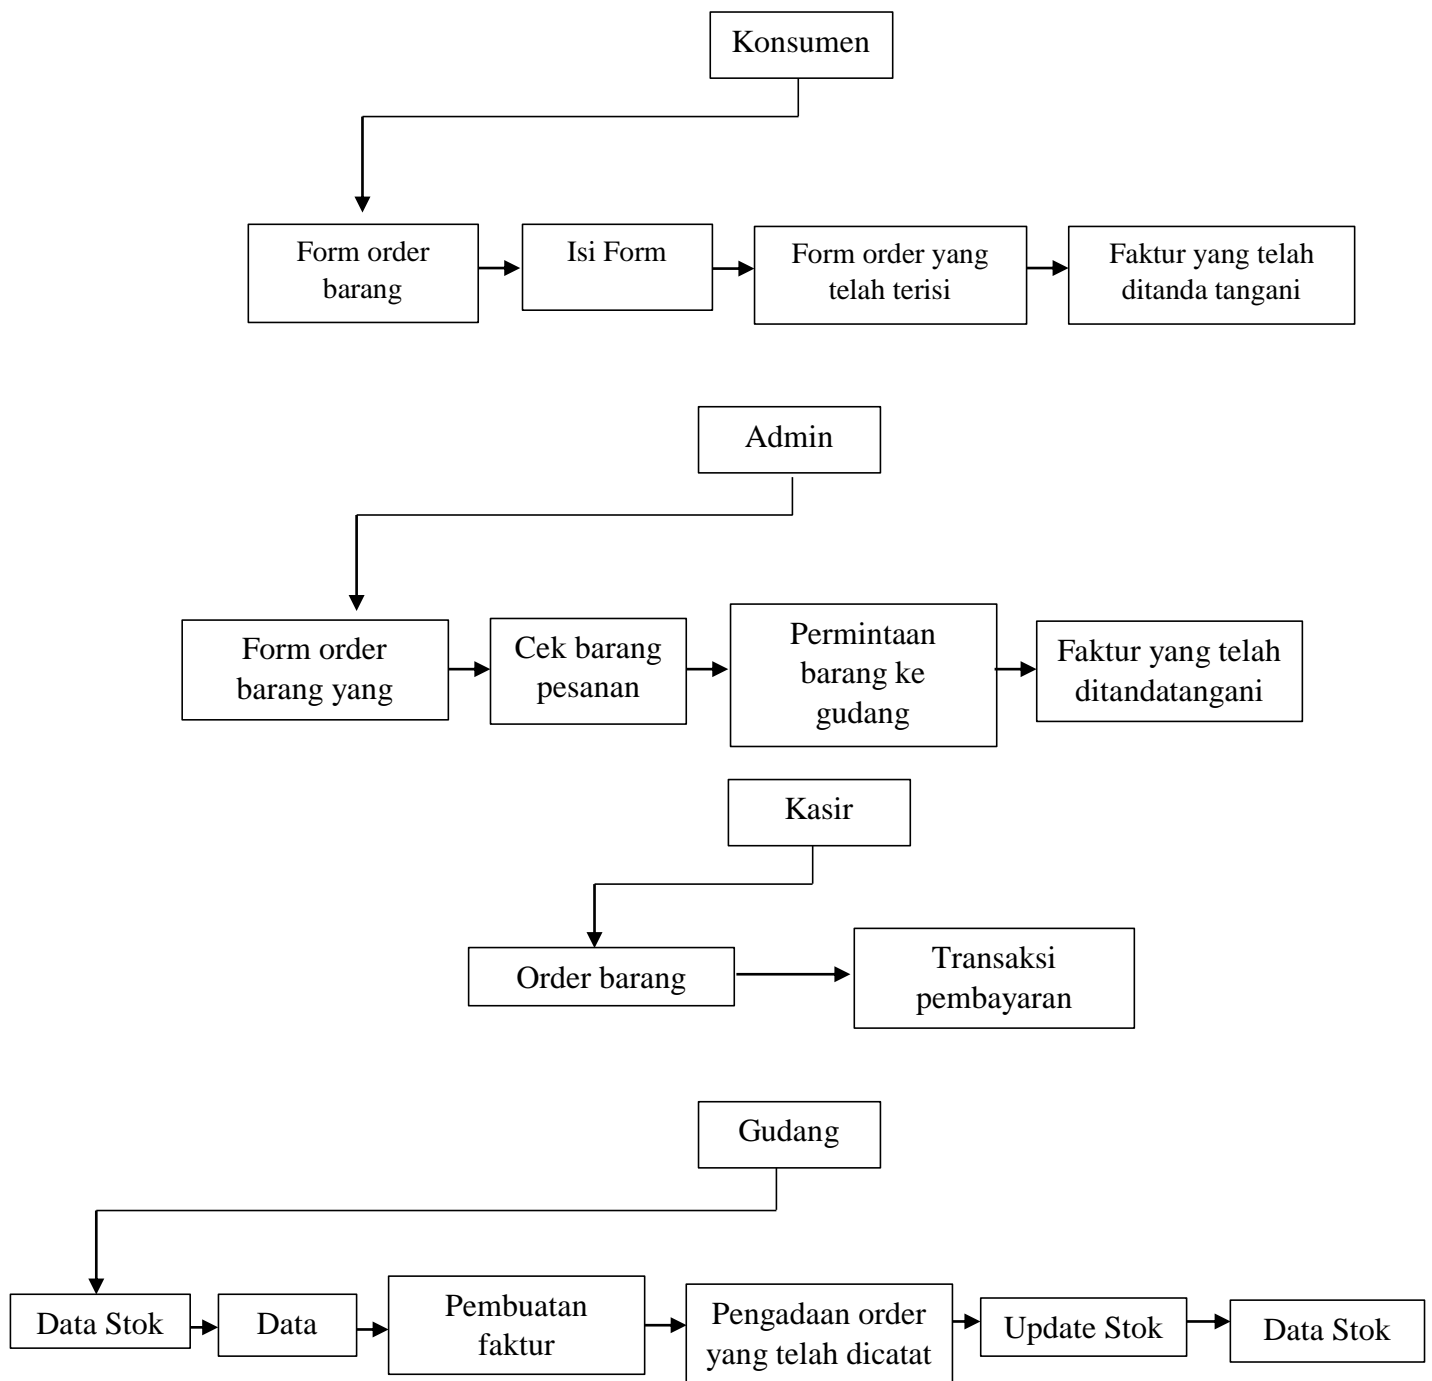 Konsumen
Form order
barang
Isi Form
Form order yang
telah terisi
Faktur yang telah
ditanda tangani
Admin
Form order
barang yang
Cek barang
pesanan
Permintaan
barang ke
gudang
Faktur yang telah
ditandatangani
Kasir
Order barang
Transaksi
pembayaran
Gudang
Data Stok
Data
Pembuatan
faktur
Pengadaan order
yang telah dicatat
Update Stok
Data Stok